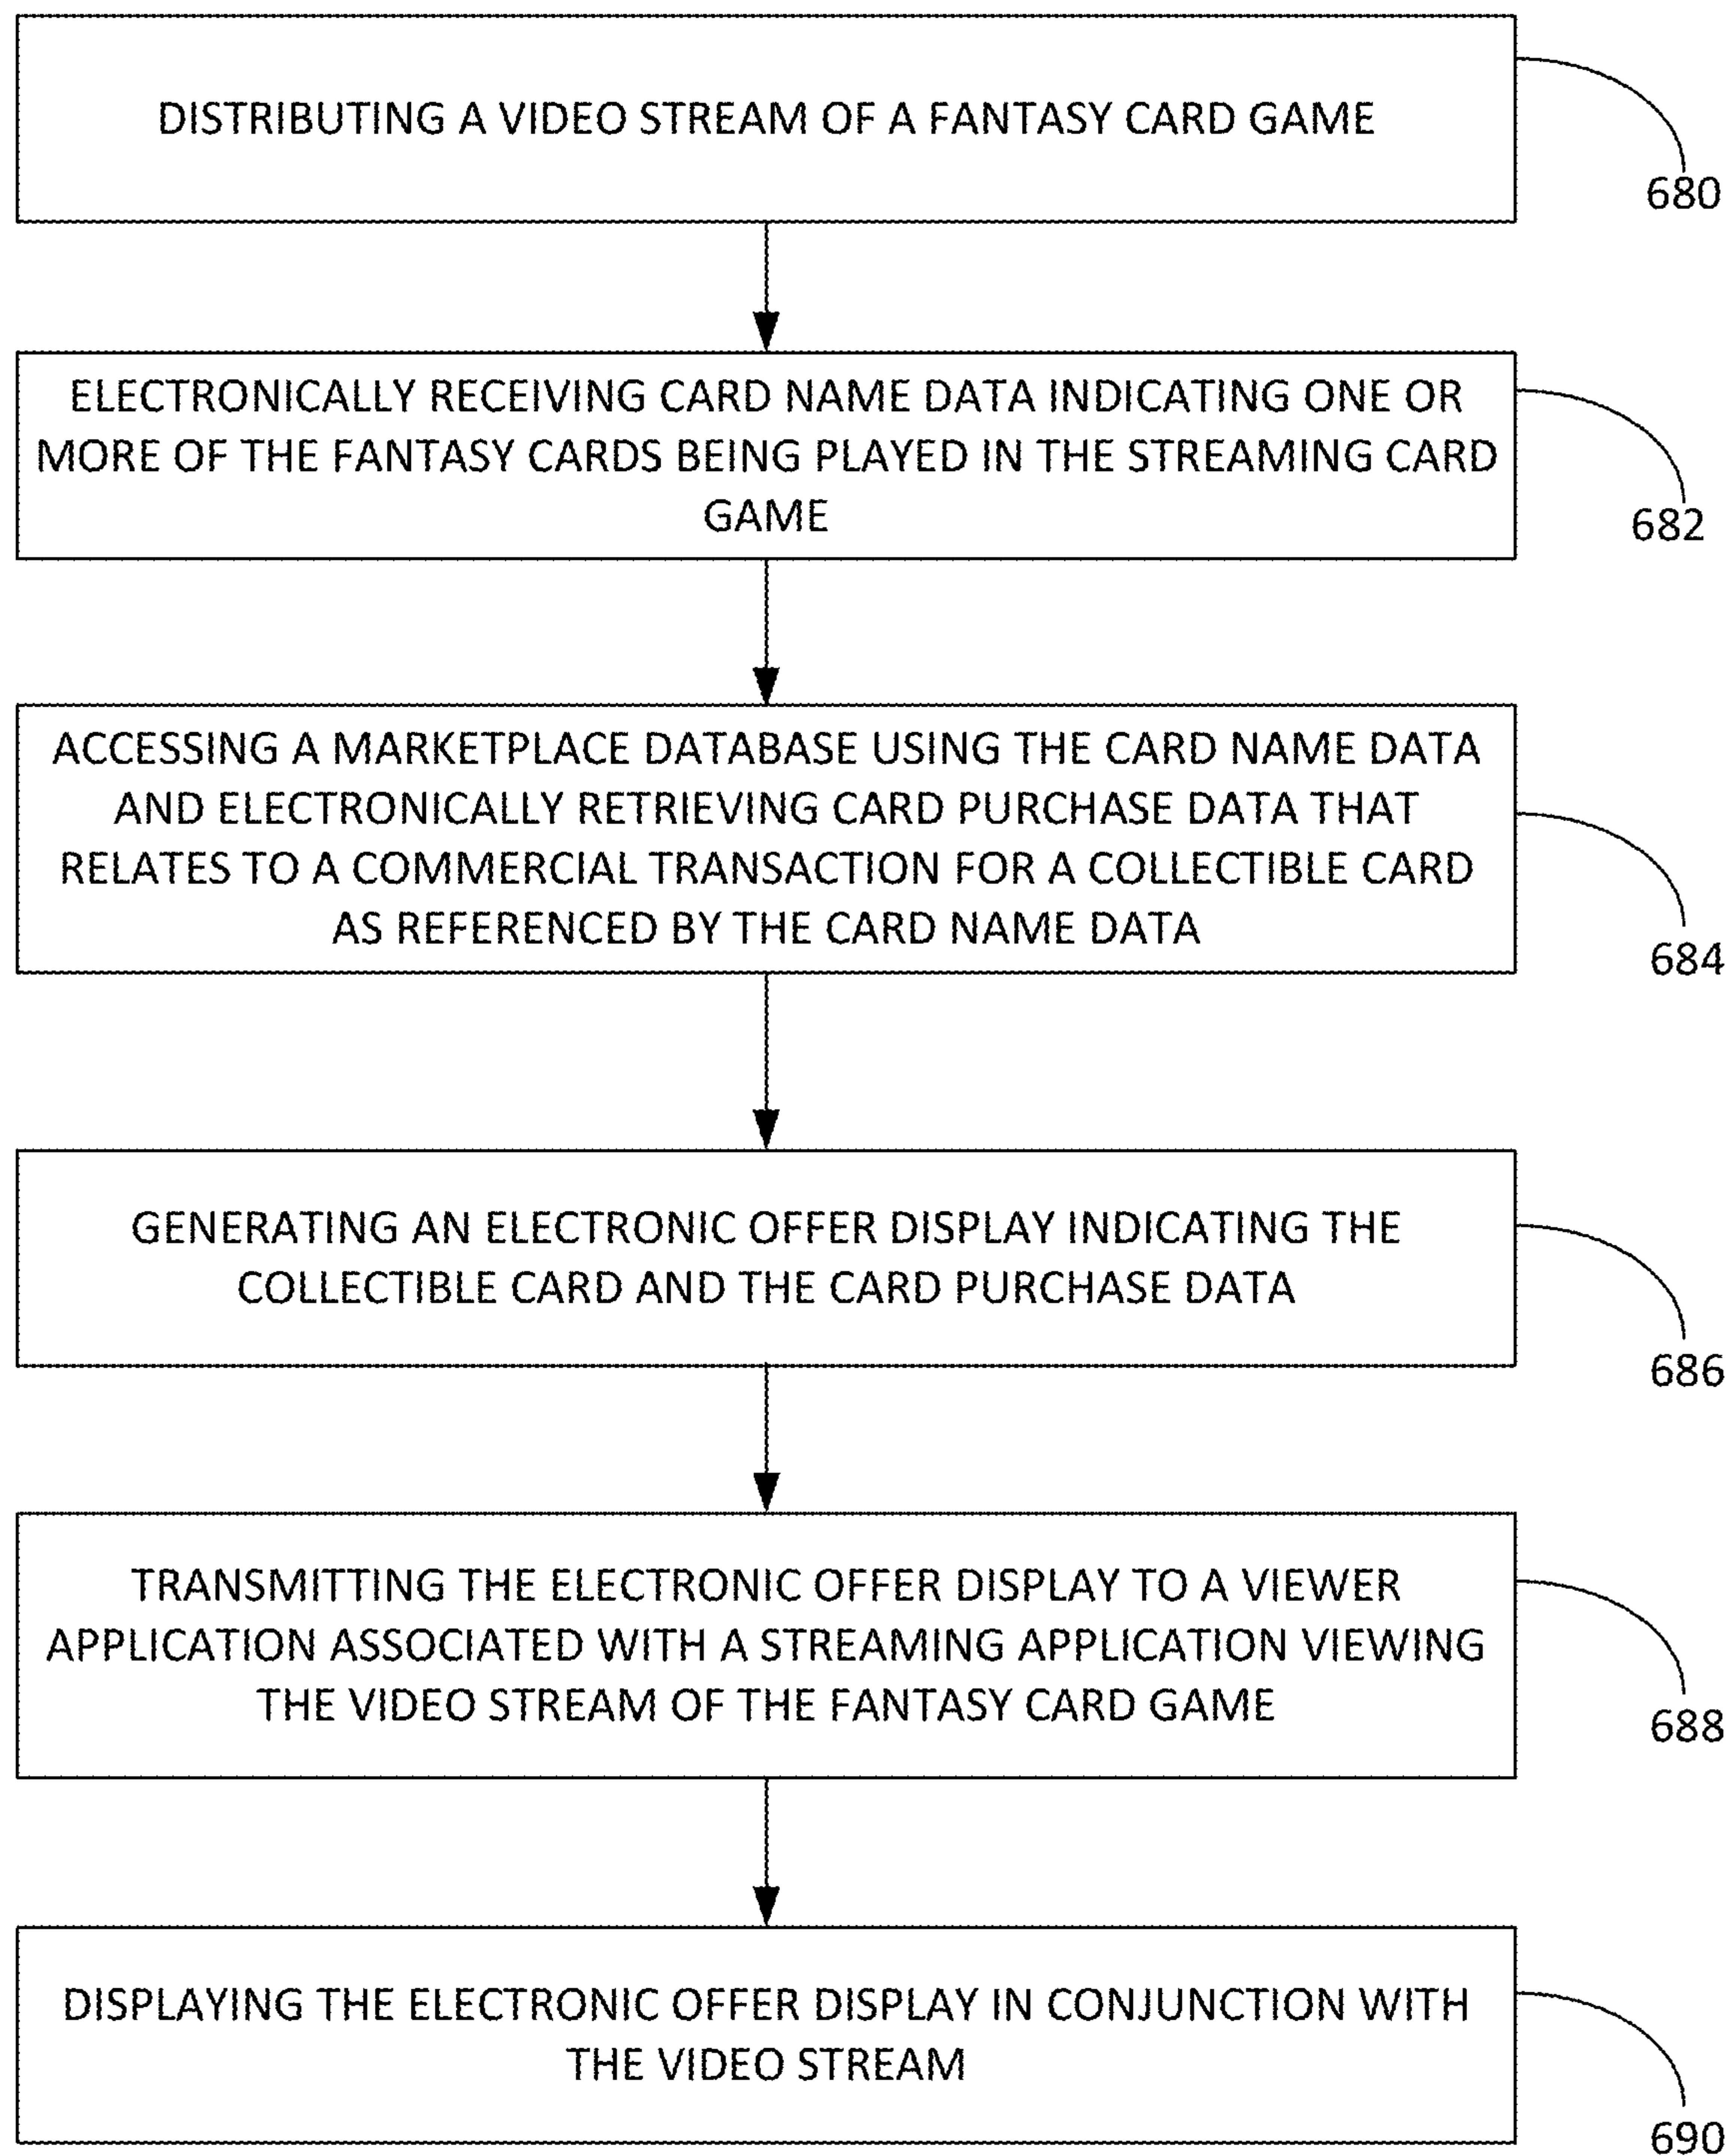 DISTRIBUTING A VIDEO STREAM OF A FANTASY CARD GAME
680
ELECTRONICALLY RECEIVING CARD NAME DATA INDICATING ONE OR
MORE OF THE FANTASY CARDS BEING PLAYED IN THE STREAMING CARD
GAME
682
ACCESSING A MARKETPLACE DATABASE USING THE CARD NAME DATA
AND ELECTRONICALLY RETRIEVING CARD PURCHASE DATA THAT
RELATES TO A COMMERCIAL TRANSACTION FOR A COLLECTIBLE CARD
AS REFERENCED BY THE CARD NAME DATA
684
GENERATING AN ELECTRONIC OFFER DISPLAY INDICATING THE
COLLECTIBLE CARD AND THE CARD PURCHASE DATA
686
TRANSMITTING THE ELECTRONIC OFFER DISPLAY TO A VIEWER
APPLICATION ASSOCIATED WITH A STREAMING APPLICATION VIEWING
THE VIDEO STREAM OF THE FANTASY CARD GAME
688
DISPLAYING THE ELECTRONIC OFFER DISPLAY IN CONJUNCTION WITH
THE VIDEO STREAM
690